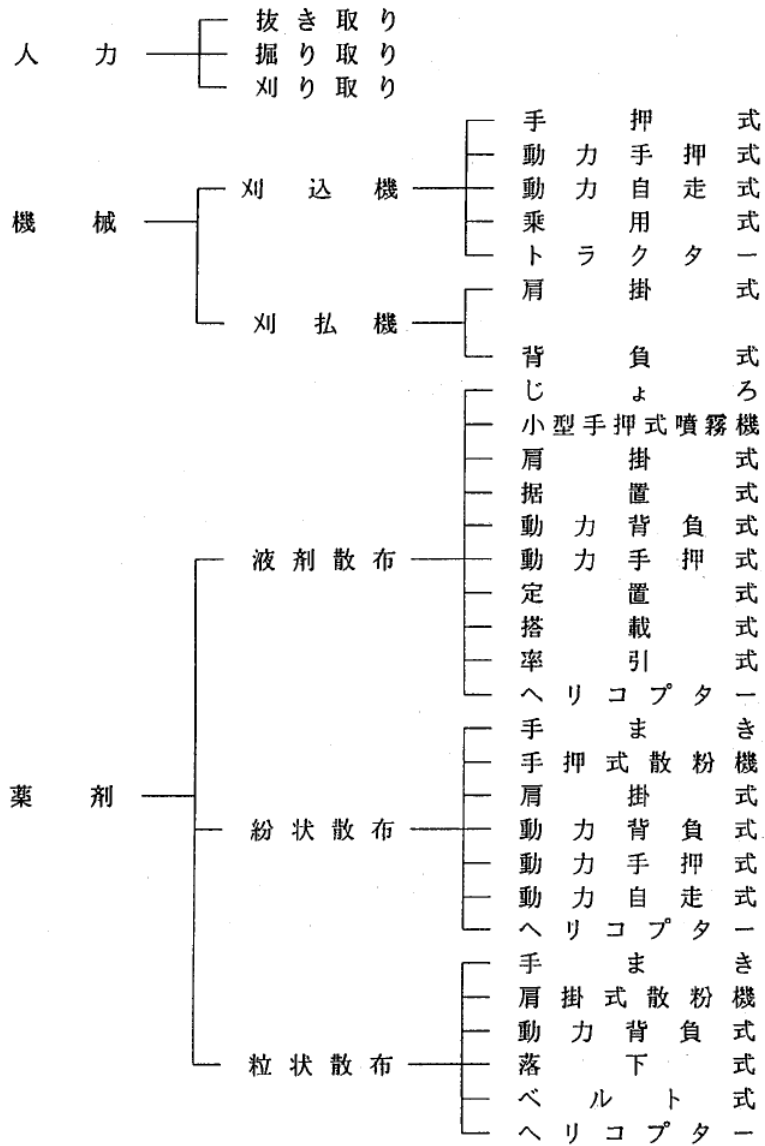 抜き取り
人力
掘り取り
刈り取り
手押式
動力手押式
刈込機
動力自走式
機械
乗用式
トラクター
肩掛式
刈払機
背負式
じょろ
小型手押式噴霧機
肩掛式
据置式
動力背負式
液剤散布
動力手押式
定置式
搭載式
率引式
ヘリコプター
手まき
手押式散粉機
薬剤
肩掛式
紛状散布
動力背負式
動力手押式
動力自走式
ヘリコプター
手まき
肩掛式散粉機
動力背負式
粒状散布
落下式
ベルト式
ヘリコプター